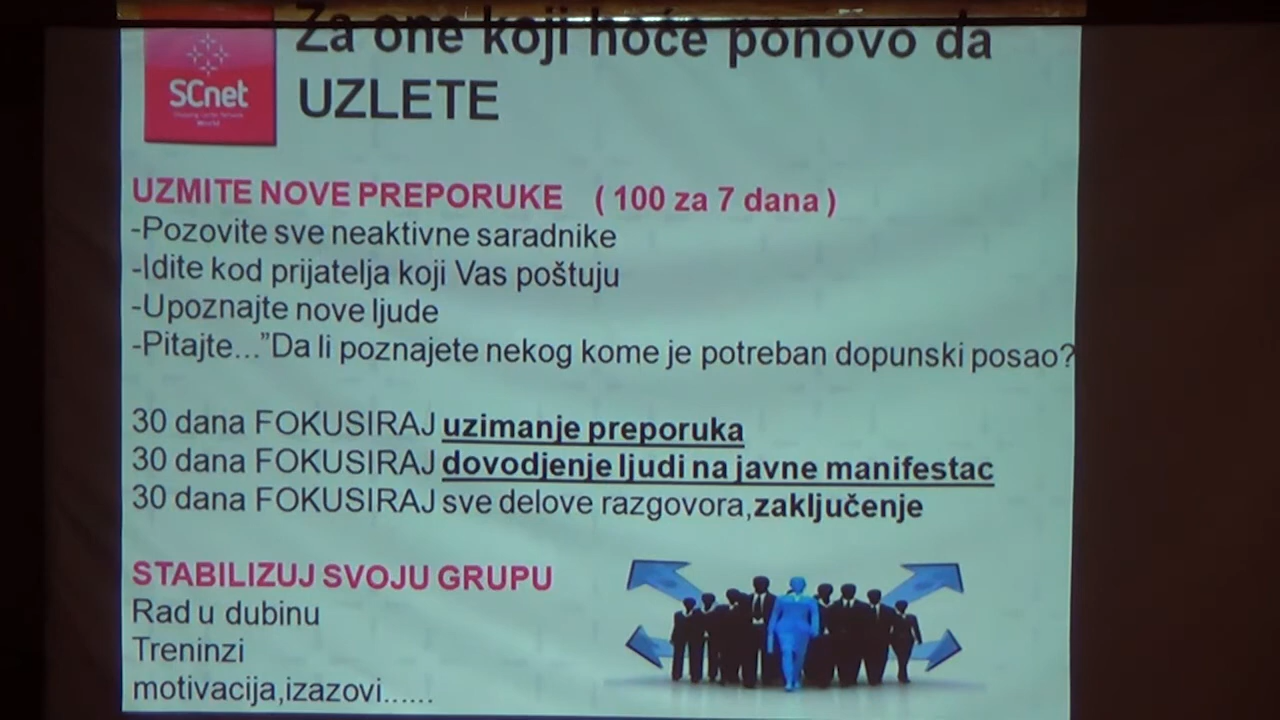 Za one koji hoće ponovo da
UZLETE
SCnet
World
UZMITE NOVE PREPORUKE ( 100 za 7 dana )
-Pozovite sve neaktivne saradnike
-Idite kod prijatelja koji Vas poštuju
-Upoznajte nove ljude
-Pitajte...”Da li poznajete nekog kome je potreban dopunski posao?
30 dana FOKUSIRAJ uzimanje preporuka
30 dana FOKUSIRAJ dovodjenje ljudi na javne manifestac
30 dana FOKUSIRAJ sve delove razgovora,zaključenje
STABILIZUJ SVOJU GRUPU
Rad u dubinu
Treninzi
motivacija,izazovi......